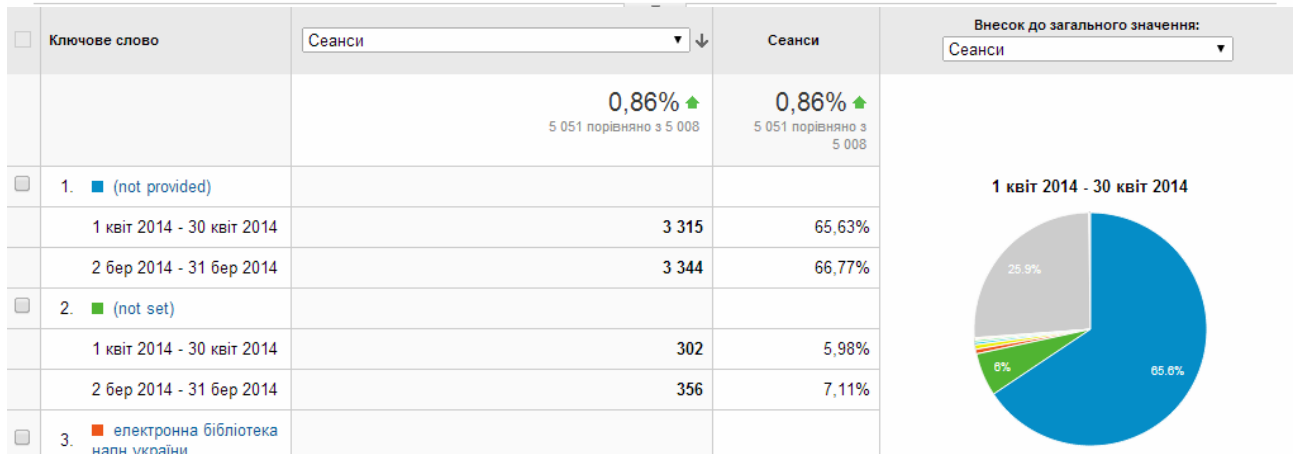 Ключове слово
Сеанси
Сеанси
Внесок до загального значення:
Сеанси
0,86%
5 051 порівняно з 5 008
0,86%
5 051 порівняно з
5 008
1. (not provided)
1 квіт 2014 - 30 квіт 2014
1 квіт 2014 - 30 квіт 2014 3 315 65,63%
2 бер 2014 - 31 бер 2014 3 344 66,77%
2. (not set)
1 квіт 2014 - 30 квіт 2014 302 5,98%
2 бер 2014 - 31 бер 2014 356 7,11%
3. електронна бібліотека
напн україни
25.9%
6%
65.6%